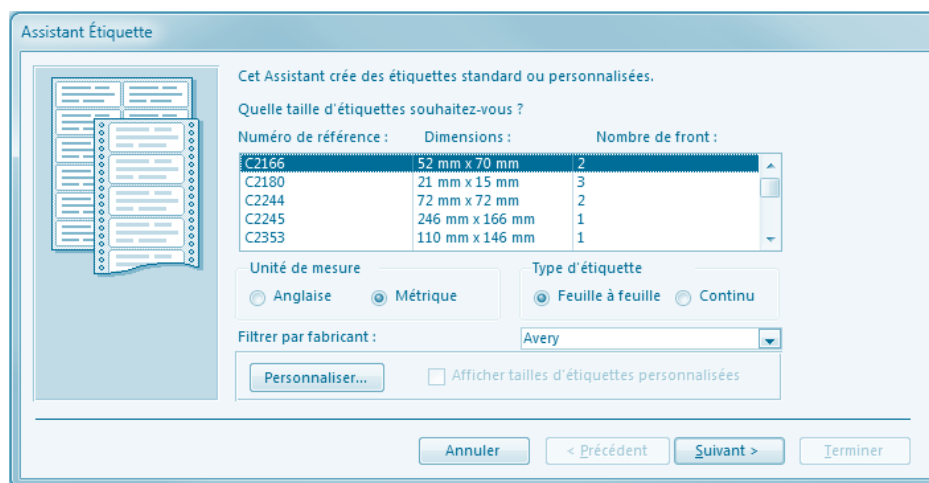 Assistant Étiquette
Cet Assistant crée des étiquettes standard ou personnalisées.
Quelle taille d'étiquettes souhaitez-vous ?
Numéro de référence : Dimensions : Nombre de front :
C2166 52 mm x 70 mm 2
C2180 21 mm x 15 mm 3
C2244 72 mm x 72 mm 2
C2245 246 mm x 166 mm 1
C2353 110 mm x 146 mm 1
Unité de mesure Type d'étiquette
Anglaise Métrique Feuille à feuille Continu
Filtrer par fabricant : Avery
Personnaliser... Afficher tailles d'étiquettes personnalisées
Annuler < Précédent Suivant > Terminer